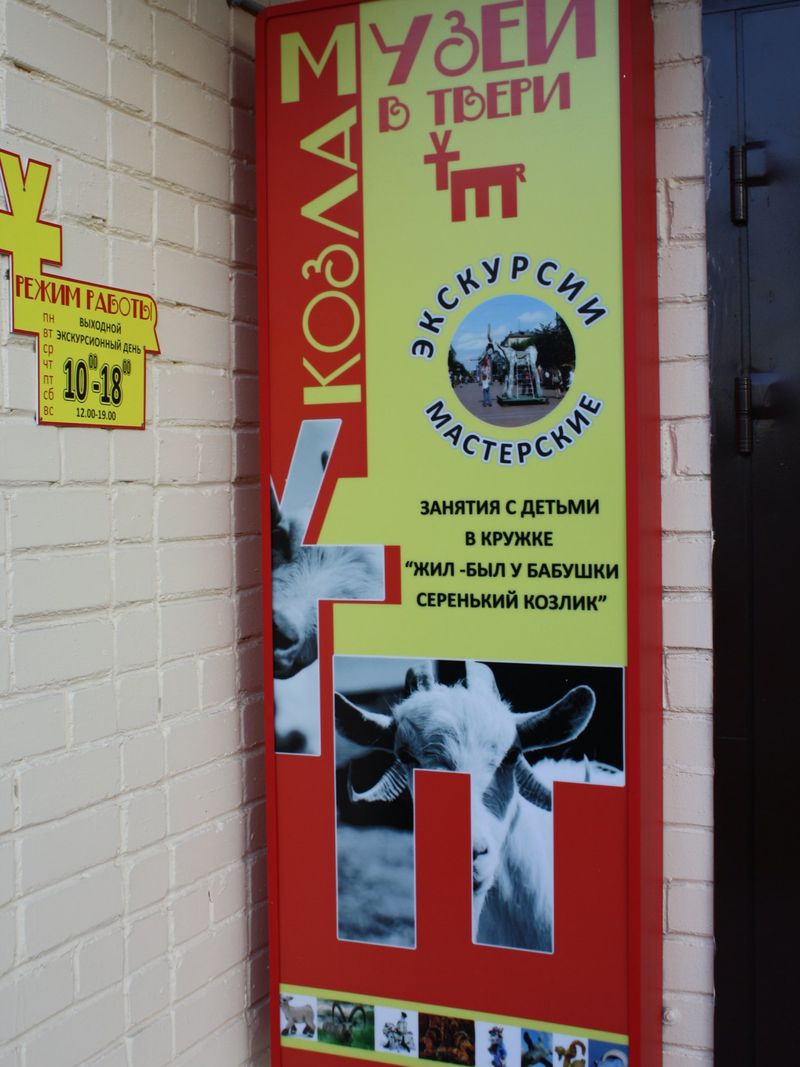 МУЗЕЙ
В ТВЕРИ
КОЗЛА
ЭКСКУРСИИ
МАСТЕРСКИЕ
ЗАНЯТИЯ С ДЕТЬМИ
В КРУЖКЕ
“ЖИЛ -БЫЛ У БАБУШКИ
СЕРЕНЬКИЙ КОЗЛИК”
РЕЖИМ РАБОТЫ
ПН ВЫХОДНОЙ
ВТ ЭКСКУРСИОННЫЙ ДЕНЬ
СР
ЧТ 10⁰⁰-18⁰⁰
ПТ
СБ
ВС 12.00-19.00